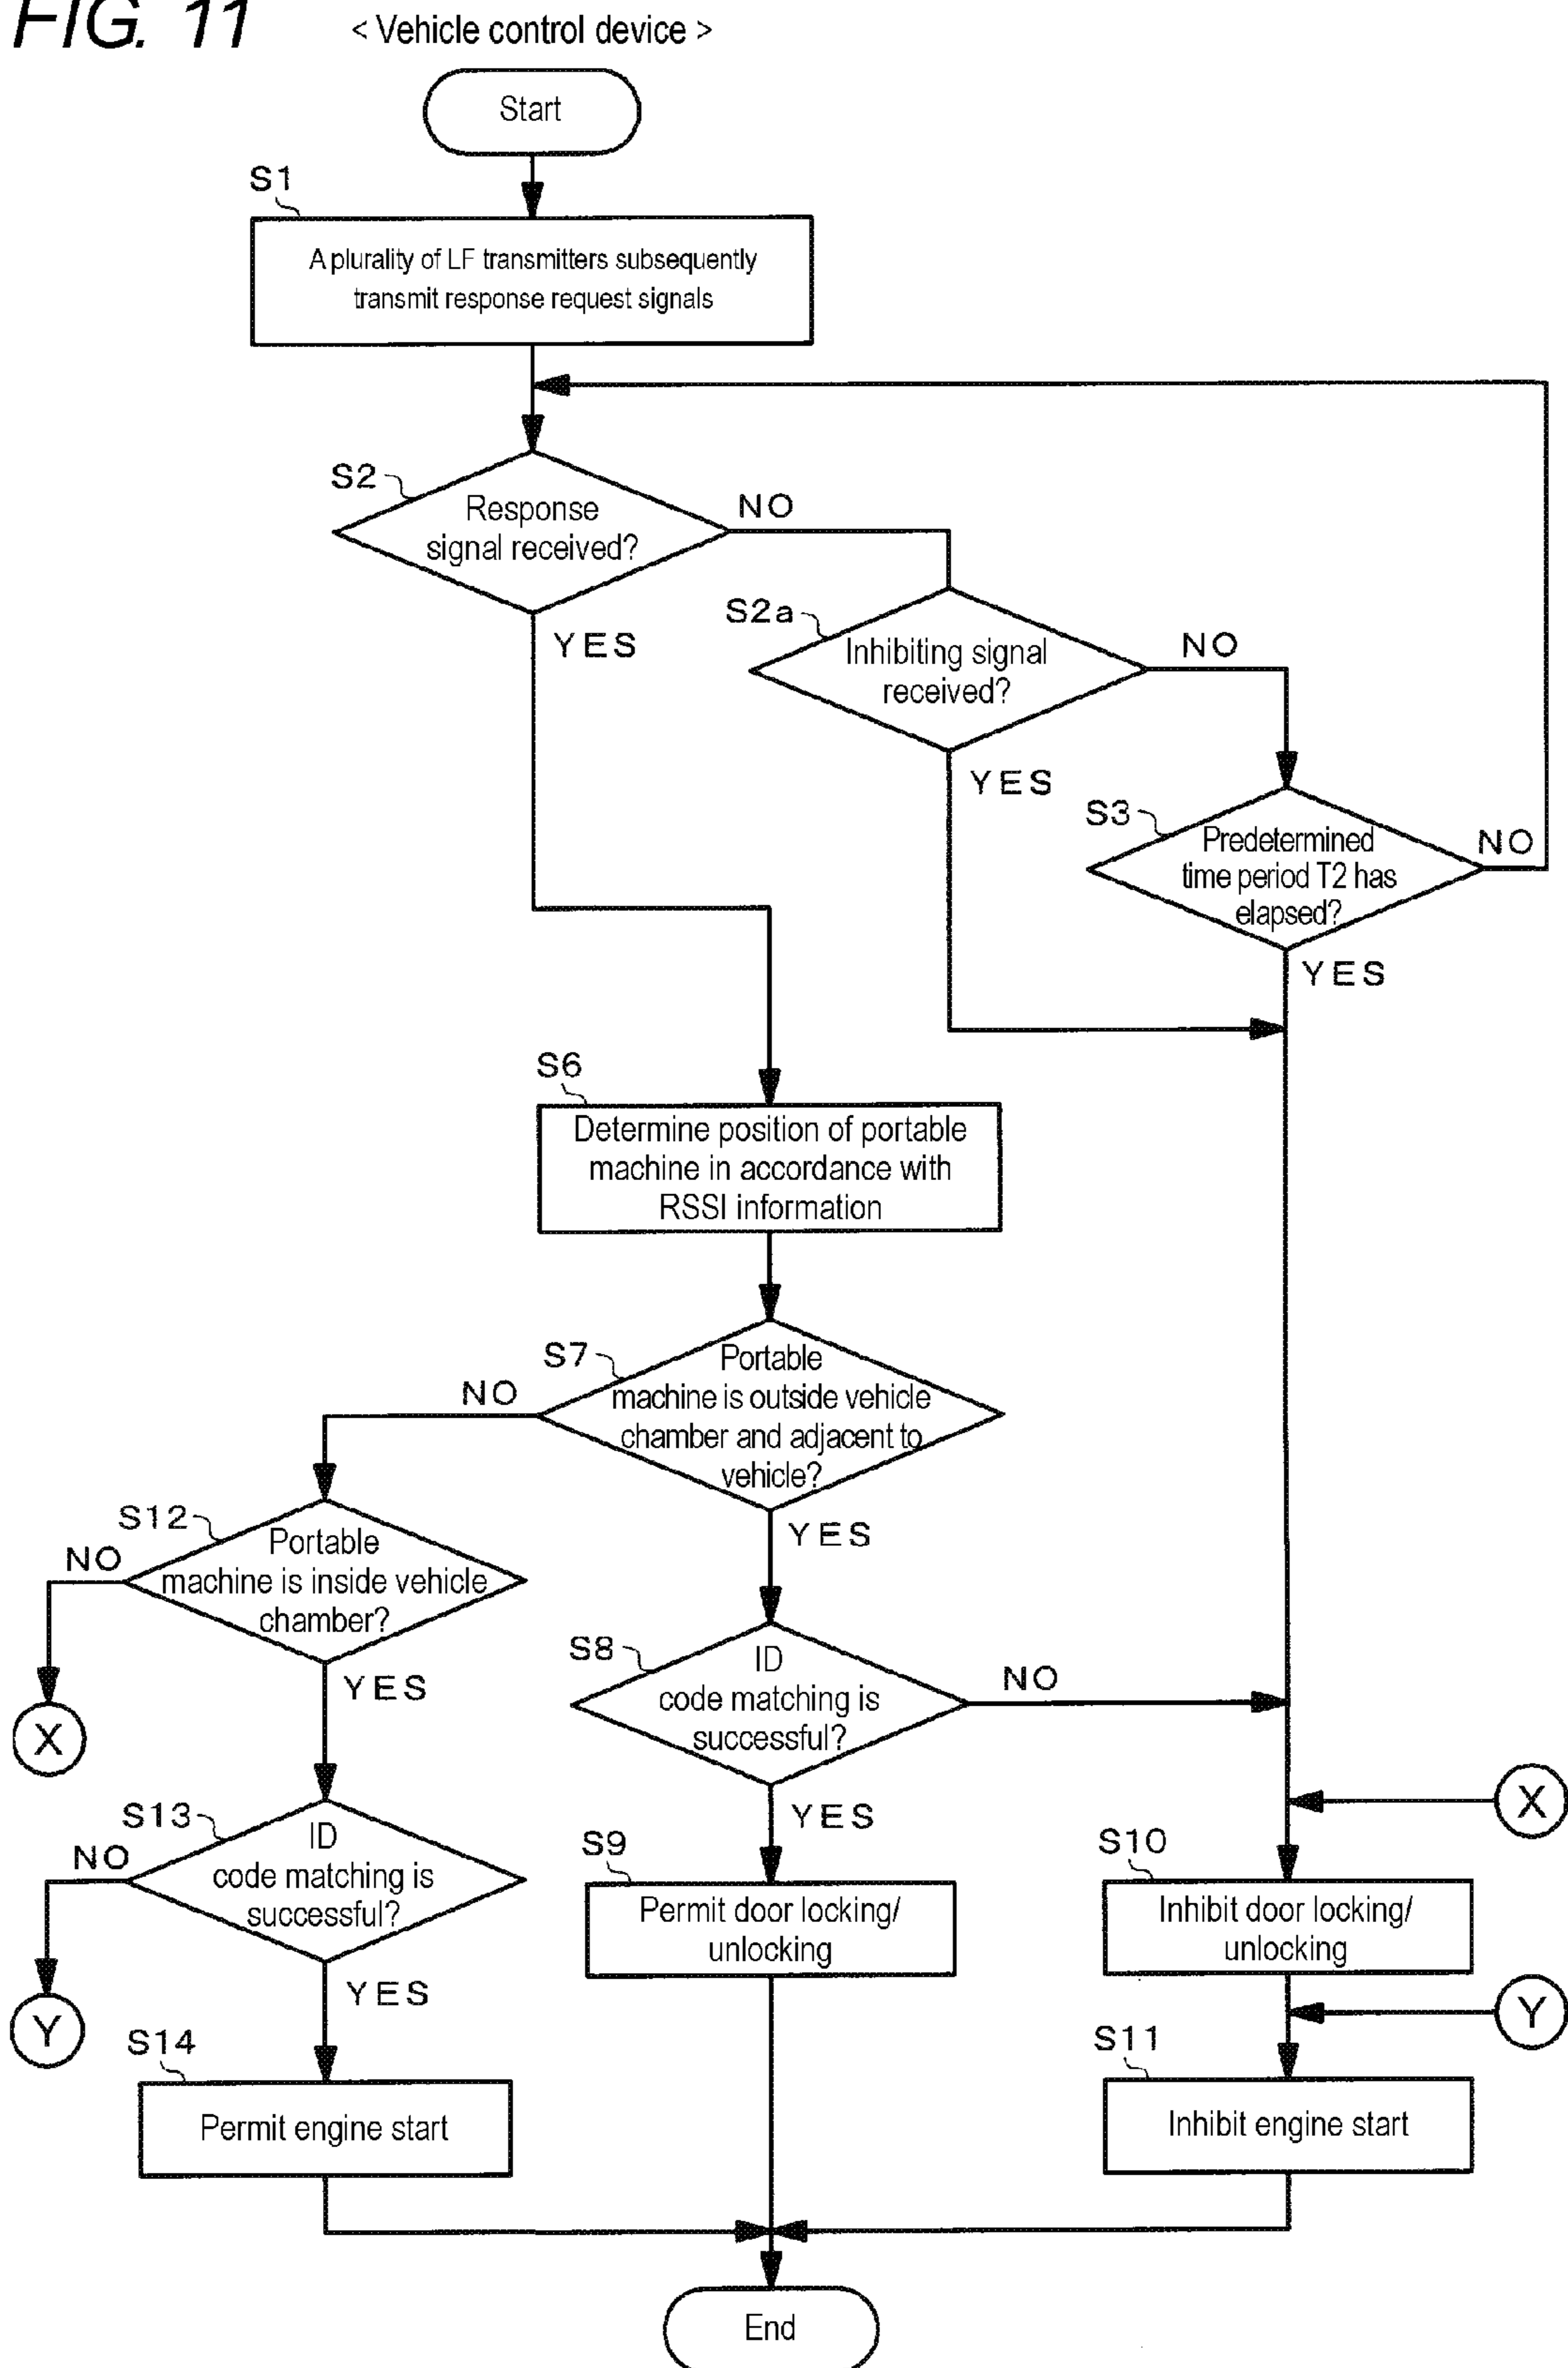 FIG. 11
< Vehicle control device >
Start
S1
A plurality of LF transmitters subsequently
transmit response request signals
S2
Response
signal received?
NO
YES
S2a
Inhibiting signal
received?
NO
YES
S3
Predetermined
time period T2 has
elapsed?
NO
YES
S6
Determine position of portable
machine in accordance with
RSSI information
S7
Portable
machine is outside vehicle
chamber and adjacent to
vehicle?
NO
YES
S12
Portable
machine is inside vehicle
chamber?
NO
YES
X
S8
ID
code matching is
successful?
NO
YES
S13
ID
code matching is
successful?
NO
YES
Y
S9
Permit door locking/
unlocking
X
S10
Inhibit door locking/
unlocking
Y
S14
Permit engine start
S11
Inhibit engine start
End